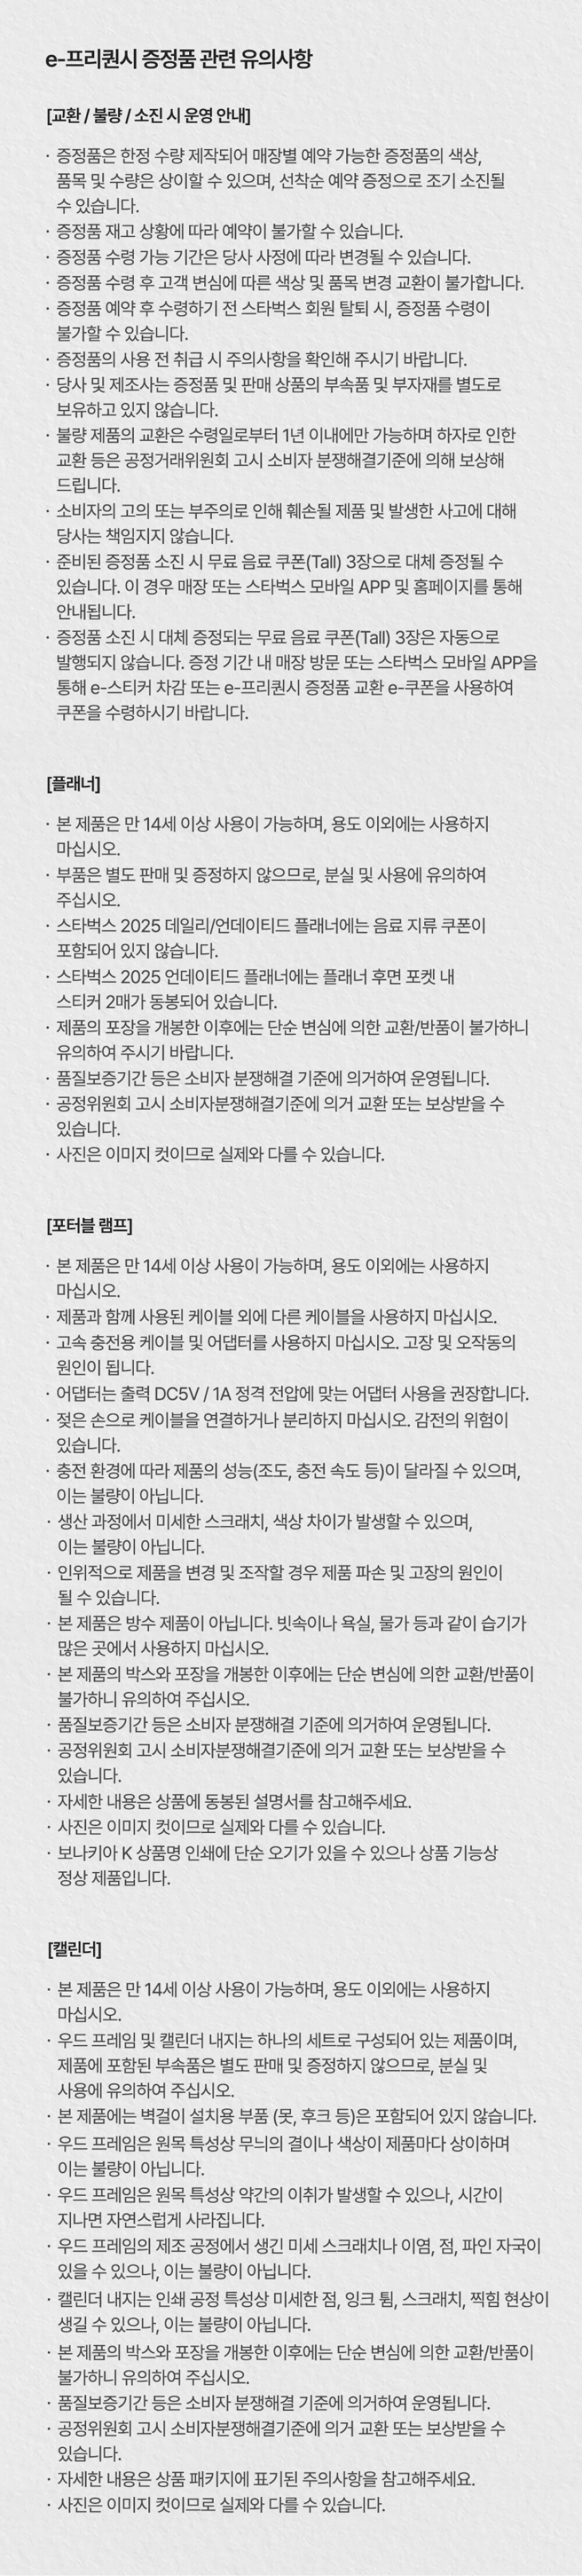 e-프리퀀시 증정품 관련 유의사항
[교환 / 불량 / 소진 시 운영 안내]
· 증정품은 한정 수량 제작되어 매장별 예약 가능한 증정품의 색상,
품목 및 수량은 상이할 수 있으며, 선착순 예약 증정으로 조기 소진될
수 있습니다.
· 증정품 재고 상황에 따라 예약이 불가할 수 있습니다.
· 증정품 수령 가능 기간은 당사 사정에 따라 변경될 수 있습니다.
· 증정품 수령 후 고객 변심에 따른 색상 및 품목 변경 교환이 불가합니다.
· 증정품 예약 후 수령하기 전 스타벅스 회원 탈퇴 시, 증정품 수령이
불가할 수 있습니다.
· 증정품의 사용 전 취급 시 주의사항을 확인해 주시기 바랍니다.
· 당사 및 제조사는 증정품 및 판매 상품의 부속품 및 부자재를 별도로
보유하고 있지 않습니다.
· 불량 제품의 교환은 수령일로부터 1년 이내에만 가능하며 하자로 인한
교환 등은 공정거래위원회 고시 소비자 분쟁해결기준에 의해 보상해
드립니다.
· 소비자의 고의 또는 부주의로 인해 훼손될 제품 및 발생한 사고에 대해
당사는 책임지지 않습니다.
· 준비된 증정품 소진 시 무료 음료 쿠폰(Tall) 3장으로 대체 증정될 수
있습니다. 이 경우 매장 또는 스타벅스 모바일 APP 및 홈페이지를 통해
안내됩니다.
· 증정품 소진 시 대체 증정되는 무료 음료 쿠폰(Tall) 3장은 자동으로
발행되지 않습니다. 증정 기간 내 매장 방문 또는 스타벅스 모바일 APP을
통해 e-스티커 차감 또는 e-프리퀀시 증정품 교환 e-쿠폰을 사용하여
쿠폰을 수령하시기 바랍니다.
[플래너]
· 본 제품은 만 14세 이상 사용이 가능하며, 용도 이외에는 사용하지
마십시오.
· 부품은 별도 판매 및 증정하지 않으므로, 분실 및 사용에 유의하여
주십시오.
· 스타벅스 2025 데일리/언데이티드 플래너에는 음료 지류 쿠폰이
포함되어 있지 않습니다.
· 스타벅스 2025 언데이티드 플래너에는 플래너 후면 포켓 내
스티커 2매가 동봉되어 있습니다.
· 제품의 포장을 개봉한 이후에는 단순 변심에 의한 교환/반품이 불가하니
유의하여 주시기 바랍니다.
· 품질보증기간 등은 소비자 분쟁해결 기준에 의거하여 운영됩니다.
· 공정위원회 고시 소비자분쟁해결기준에 의거 교환 또는 보상받을 수
있습니다.
· 사진은 이미지 컷이므로 실제와 다를 수 있습니다.
[포터블 램프]
· 본 제품은 만 14세 이상 사용이 가능하며, 용도 이외에는 사용하지
마십시오.
· 제품과 함께 사용된 케이블 외에 다른 케이블을 사용하지 마십시오.
· 고속 충전용 케이블 및 어댑터를 사용하지 마십시오. 고장 및 오작동의
원인이 됩니다.
· 어댑터는 출력 DC5V / 1A 정격 전압에 맞는 어댑터 사용을 권장합니다.
· 젖은 손으로 케이블을 연결하거나 분리하지 마십시오. 감전의 위험이
있습니다.
· 충전 환경에 따라 제품의 성능(조도, 충전 속도 등)이 달라질 수 있으며,
이는 불량이 아닙니다.
· 생산 과정에서 미세한 스크래치, 색상 차이가 발생할 수 있으며,
이는 불량이 아닙니다.
· 인위적으로 제품을 변경 및 조작할 경우 제품 파손 및 고장의 원인이
될 수 있습니다.
· 본 제품은 방수 제품이 아닙니다. 빗속이나 욕실, 물가 등과 같이 습기가
많은 곳에서 사용하지 마십시오.
· 본 제품의 박스와 포장을 개봉한 이후에는 단순 변심에 의한 교환/반품이
불가하니 유의하여 주십시오.
· 품질보증기간 등은 소비자 분쟁해결 기준에 의거하여 운영됩니다.
· 공정위원회 고시 소비자분쟁해결기준에 의거 교환 또는 보상받을 수
있습니다.
· 자세한 내용은 상품에 동봉된 설명서를 참고해주세요.
· 사진은 이미지 컷이므로 실제와 다를 수 있습니다.
· 보나키아 K 상품명 인쇄에 단순 오기가 있을 수 있으나 상품 기능상
정상 제품입니다.
[캘린더]
· 본 제품은 만 14세 이상 사용이 가능하며, 용도 이외에는 사용하지
마십시오.
· 우드 프레임 및 캘린더 내지는 하나의 세트로 구성되어 있는 제품이며,
제품에 포함된 부속품은 별도 판매 및 증정하지 않으므로, 분실 및
사용에 유의하여 주십시오.
· 본 제품에는 벽걸이 설치용 부품 (못, 후크 등)은 포함되어 있지 않습니다.
· 우드 프레임은 원목 특성상 무늬의 결이나 색상이 제품마다 상이하며
이는 불량이 아닙니다.
· 우드 프레임은 원목 특성상 약간의 이취가 발생할 수 있으나, 시간이
지나면 자연스럽게 사라집니다.
· 우드 프레임의 제조 공정에서 생긴 미세 스크래치나 이염, 점, 파인 자국이
있을 수 있으나, 이는 불량이 아닙니다.
· 캘린더 내지는 인쇄 공정 특성상 미세한 점, 잉크 튐, 스크래치, 찍힘 현상이
생길 수 있으나, 이는 불량이 아닙니다.
· 본 제품의 박스와 포장을 개봉한 이후에는 단순 변심에 의한 교환/반품이
불가하니 유의하여 주십시오.
· 품질보증기간 등은 소비자 분쟁해결 기준에 의거하여 운영됩니다.
· 공정위원회 고시 소비자분쟁해결기준에 의거 교환 또는 보상받을 수
있습니다.
· 자세한 내용은 상품 패키지에 표기된 주의사항을 참고해주세요.
· 사진은 이미지 컷이므로 실제와 다를 수 있습니다.